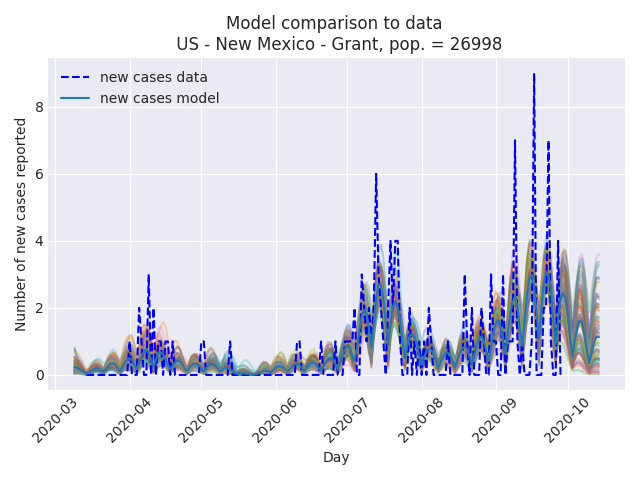 Model comparison to data
US - New Mexico - Grant, pop. = 26998
new cases data
new cases model
Number of new cases reported
8
6
4
2
0
2020-03
2020-04
2020-05
2020-06
2020-07
2020-08
2020-09
2020-10
Day